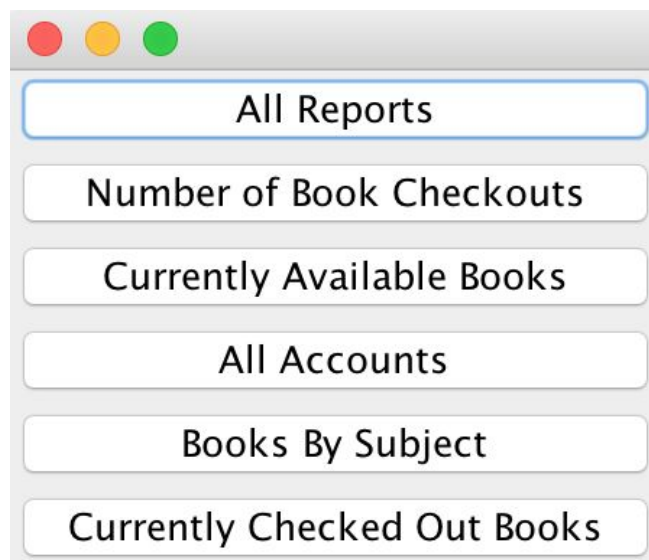 All Reports
Number of Book Checkouts
Currently Available Books
All Accounts
Books By Subject
Currently Checked Out Books